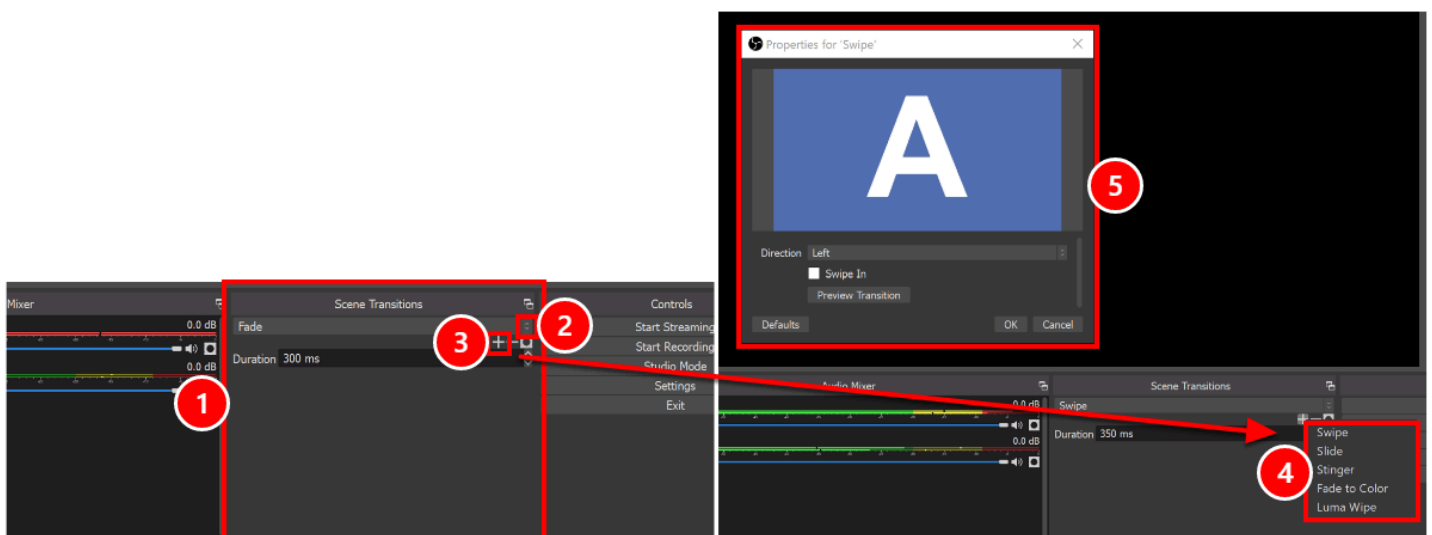 Properties for 'Swipe'
A
5
Direction Left
Swipe In
Preview Transition
Defaults OK Cancel
Mixer
0.0 dB
0.0 dB
1
Scene Transitions
Fade
2
3
Duration 300 ms
Controls
Start Streaming
Start Recording
Studio Mode
Settings
Exit
Audio Mixer
0.0 dB
0.0 dB
Scene Transitions
Swipe
Duration 350 ms
4
Swipe
Slide
Stinger
Fade to Color
Luma Wipe